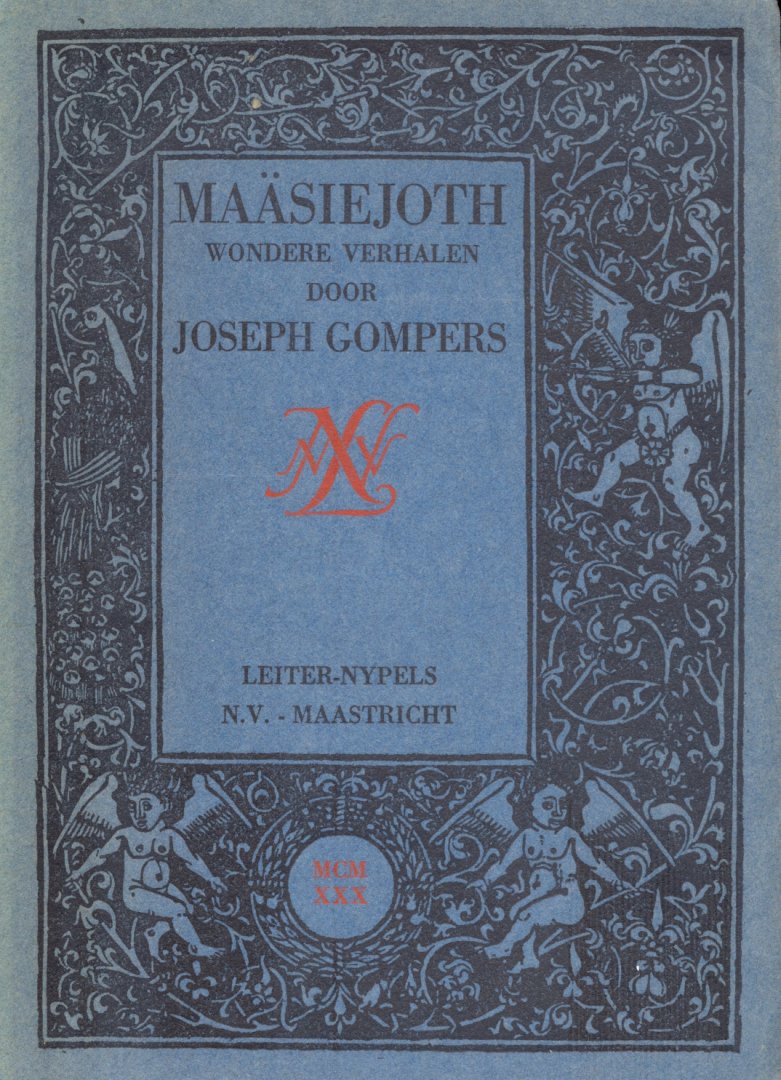 MAÄSIEJOTH
WONDERE VERHALEN
DOOR
JOSEPH GOMPERS
LEITER-NYPELS
N.V. - MAASTRICHT
MCM
XXX